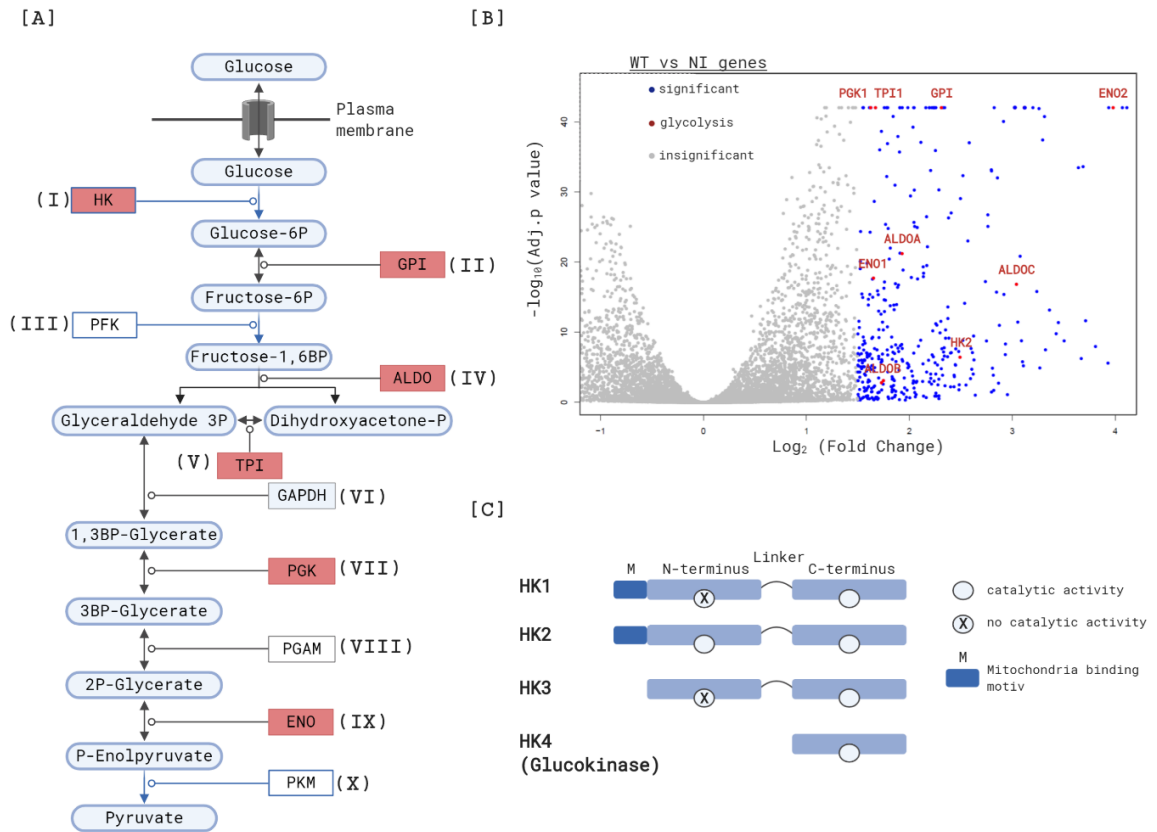 [A]
Glucose
Plasma
membrane
Glucose
(I) HK
Glucose-6P
GPI (II)
Fructose-6P
(III) PFK
Fructose-1,6BP
ALDO (IV)
Glyceraldehyde 3P
Dihydroxyacetone-P
(V) TPI
GAPDH (VI)
1,3BP-Glycerate
PGK (VII)
3BP-Glycerate
PGAM (VIII)
2P-Glycerate
ENO (IX)
P-Enolpyruvate
PKM (X)
Pyruvate
[B]
WT vs NI genes
significant
glycolysis
insignificant
PGK1 TPI1 GPI ENO2
ALDOA
ENO1
ALDOC
HK2
ALDOB
-log10(Adj.p value)
40
30
20
10
0
-1 0 1 2 3 4
Log2 (Fold Change)
[C]
Linker
M N-terminus C-terminus
HK1
X
HK2
HK3
X
HK4
(Glucokinase)
catalytic activity
X no catalytic activity
M
Mitochondria binding
motiv